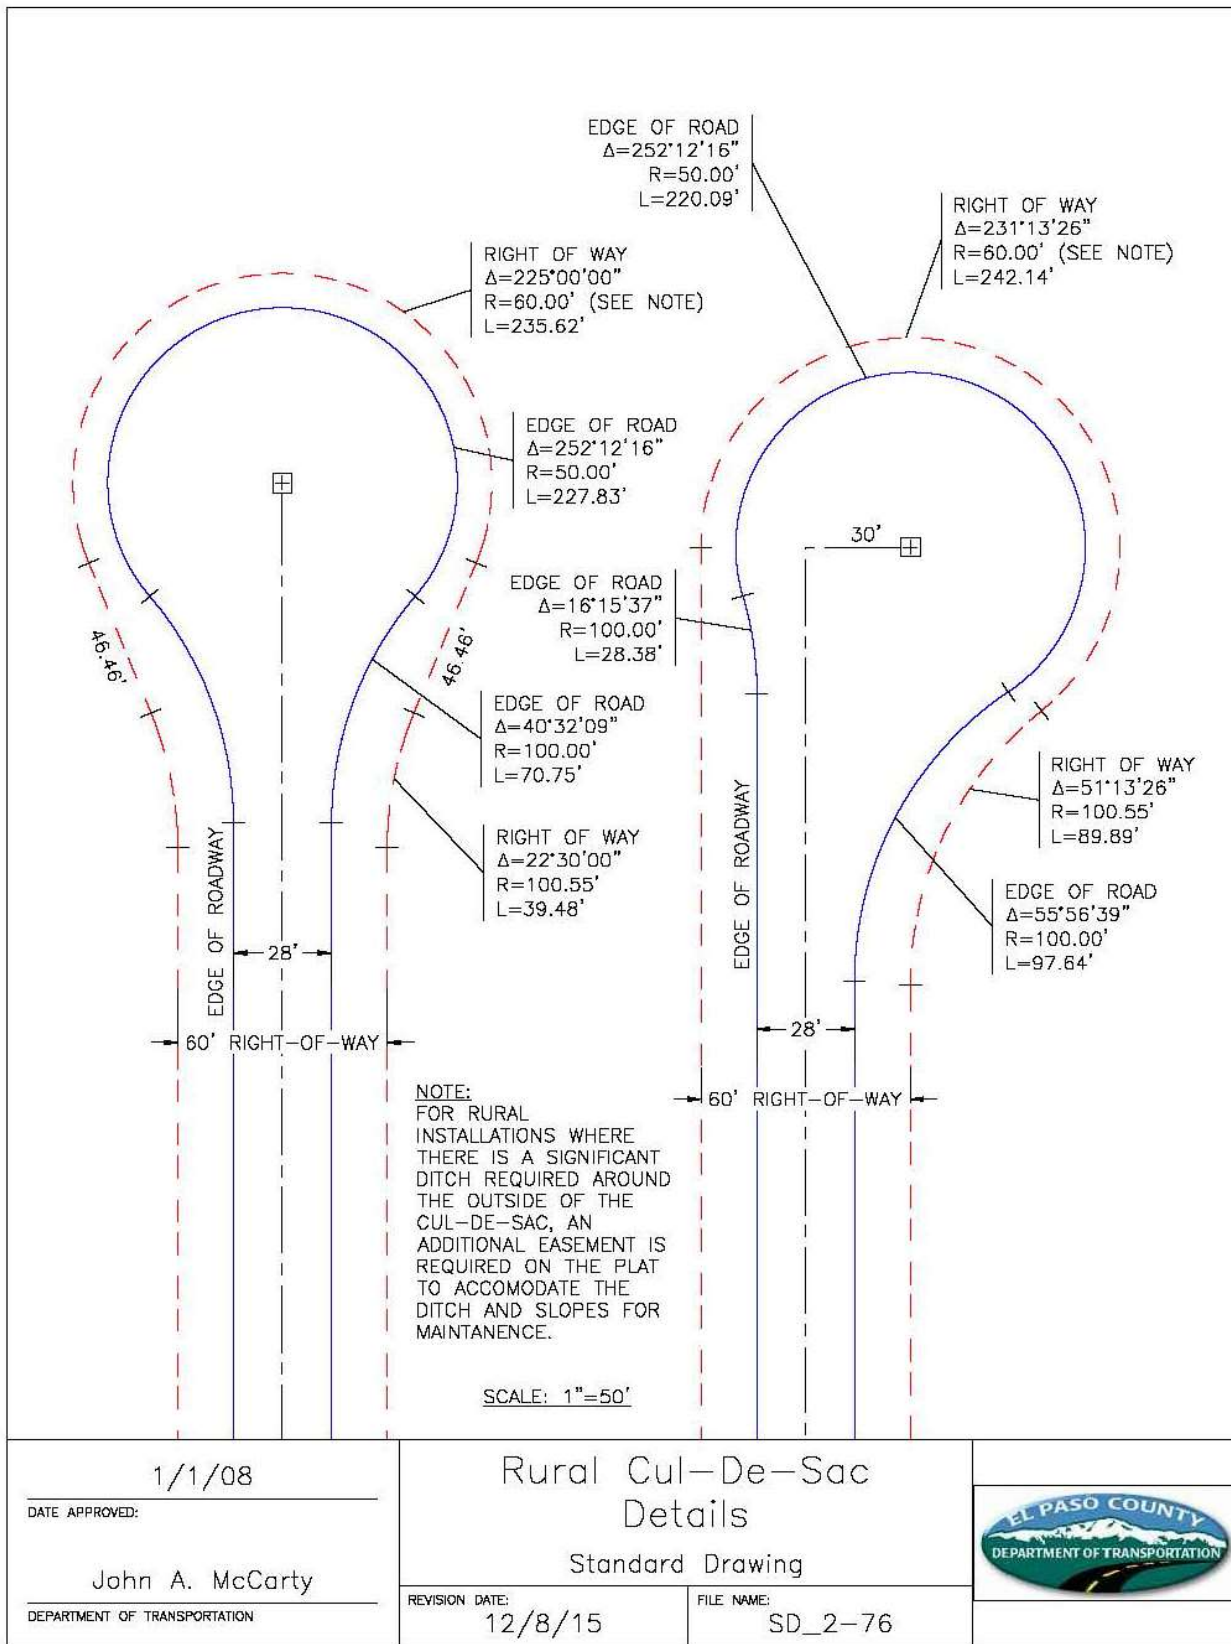 EDGE OF ROAD
Δ=252°12'16"
R=50.00'
L=220.09'
RIGHT OF WAY
Δ=231°13'26"
R=60.00' (SEE NOTE)
L=242.14'
RIGHT OF WAY
Δ=225°00'00"
R=60.00' (SEE NOTE)
L=235.62'
EDGE OF ROAD
Δ=252°12'16"
R=50.00'
L=227.83'
30'
EDGE OF ROAD
Δ=16°15'37"
R=100.00'
L=28.38'
46.46'
46.46'
EDGE OF ROAD
Δ=40°32'09"
R=100.00'
L=70.75'
RIGHT OF WAY
Δ=51°13'26"
R=100.55'
L=89.89'
RIGHT OF WAY
Δ=22°30'00"
R=100.55'
L=39.48'
EDGE OF ROADWAY
EDGE OF ROADWAY
EDGE OF ROAD
Δ=55°56'39"
R=100.00'
L=97.64'
28'
28'
60' RIGHT-OF-WAY
60' RIGHT-OF-WAY
NOTE:
FOR RURAL
INSTALLATIONS WHERE
THERE IS A SIGNIFICANT
DITCH REQUIRED AROUND
THE OUTSIDE OF THE
CUL-DE-SAC, AN
ADDITIONAL EASEMENT IS
REQUIRED ON THE PLAT
TO ACCOMODATE THE
DITCH AND SLOPES FOR
MAINTANENCE.
SCALE: 1"=50'
1/1/08
DATE APPROVED:
John A. McCarty
DEPARTMENT OF TRANSPORTATION
Rural Cul-De-Sac
Details
Standard Drawing
REVISION DATE:
12/8/15
FILE NAME:
SD_2-76
EL PASO COUNTY
DEPARTMENT OF TRANSPORTATION